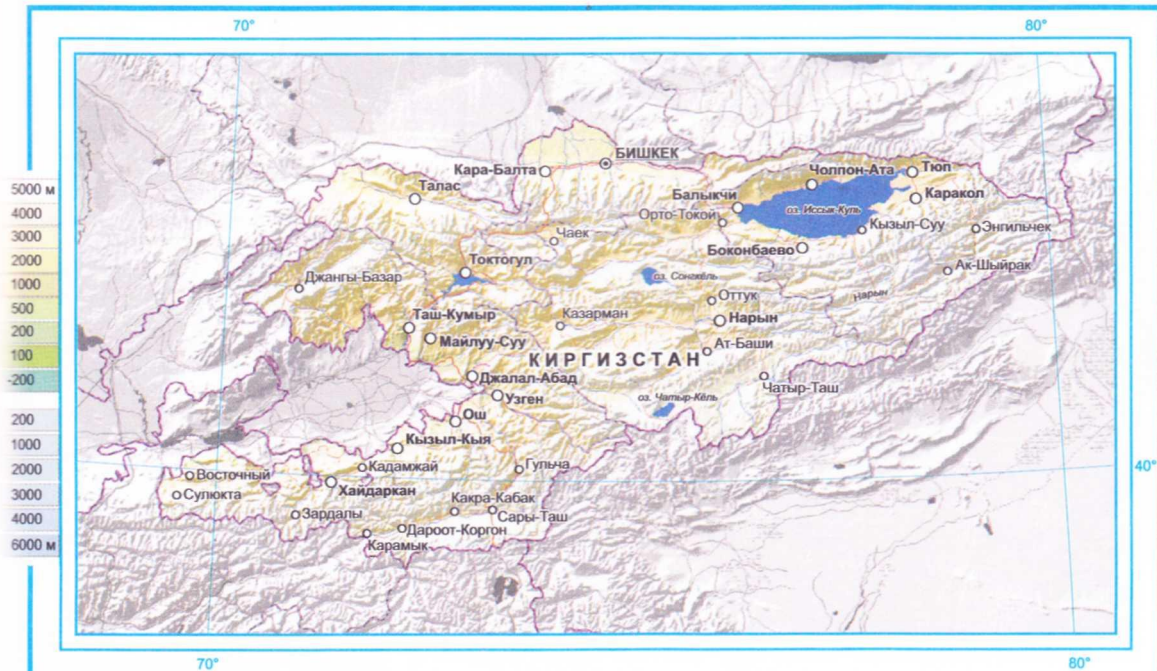 70°
80°
5000 м
4000
3000
2000
1000
500
200
100
-200
200
1000
2000
3000
4000
6000 м
БИШКЕК
Кара-Балта
Талас
Чолпон-Ата
Тюп
Балыкчи
оз. Иссык-Куль
Каракол
Орто-Токой
Кызыл-Суу
Энгильчек
Чаек
Боконбаево
Токтогул
Ак-Шыйрак
Джангы-Базар
оз. Сонгкёль
Нарын
Оттук
Таш-Кумыр
Казарман
Нарын
Майлуу-Суу
КИРГИЗСТАН
Ат-Баши
Джалал-Абад
Чатыр-Таш
Узген
оз. Чатыр-Кёль
Ош
Кызыл-Кыя
Кадамжай
Гульча
40°
Восточный
Хайдаркан
Сулюкта
Какра-Кабак
Зардалы
Сары-Таш
Дароот-Коргон
Карамык
70°
80°